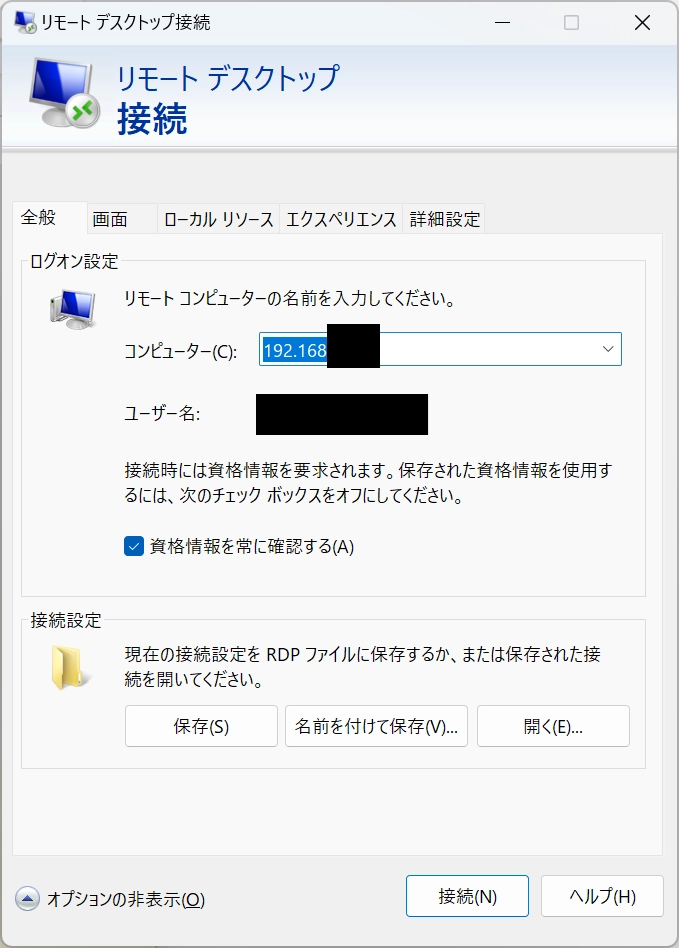 リモート デスクトップ接続
リモート デスクトップ
接続
全般
画面
ローカル リソース
エクスペリエンス
詳細設定
ログオン設定
リモート コンピューターの名前を入力してください。
コンピューター(C):
192.168
ユーザー名:
接続時には資格情報を要求されます。保存された資格情報を使用す
るには、次のチェック ボックスをオフにしてください。
資格情報を常に確認する(A)
接続設定
現在の接続設定を RDP ファイルに保存するか、または保存された接
続を開いてください。
保存(S)
名前を付けて保存(V)...
開く(E)...
オプションの非表示(O)
接続(N)
ヘルプ(H)